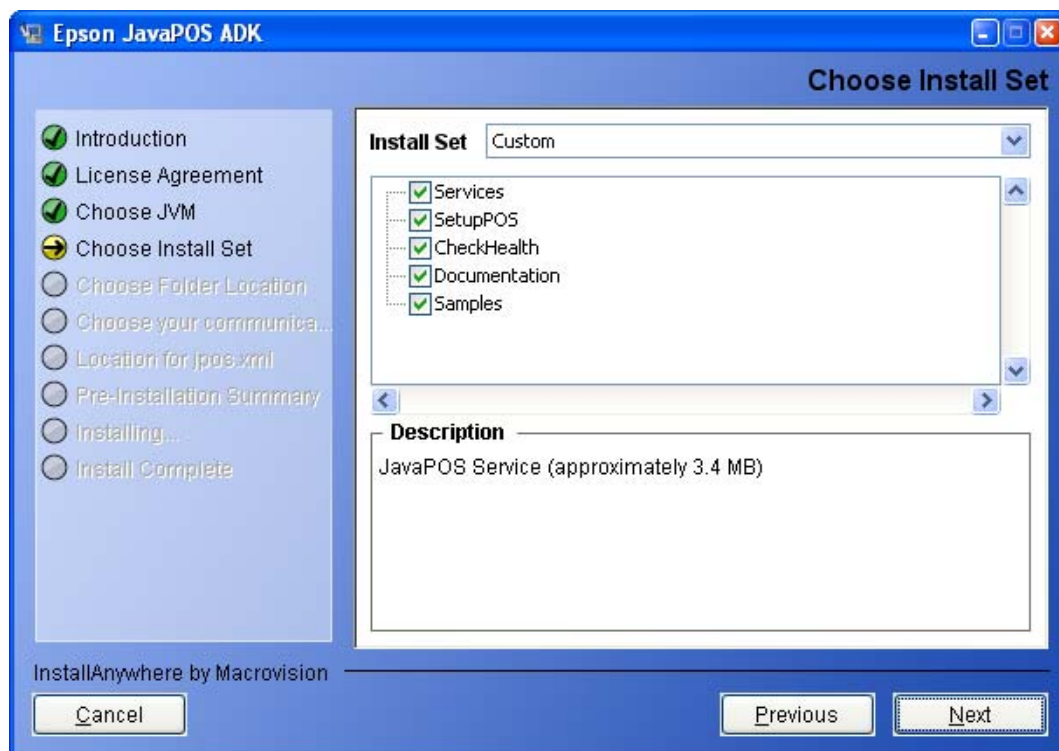 Epson JavaPOS ADK
Choose Install Set
Introduction
License Agreement
Choose JVM
Choose Install Set
Choose Folder Location
Choose your communica...
Location for jpos.xml
Pre-Installation Summary
Installing...
Install Complete
Install Set Custom
Services
SetupPOS
CheckHealth
Documentation
Samples
Description
JavaPOS Service (approximately 3.4 MB)
InstallAnywhere by Macrovision
Cancel Previous Next